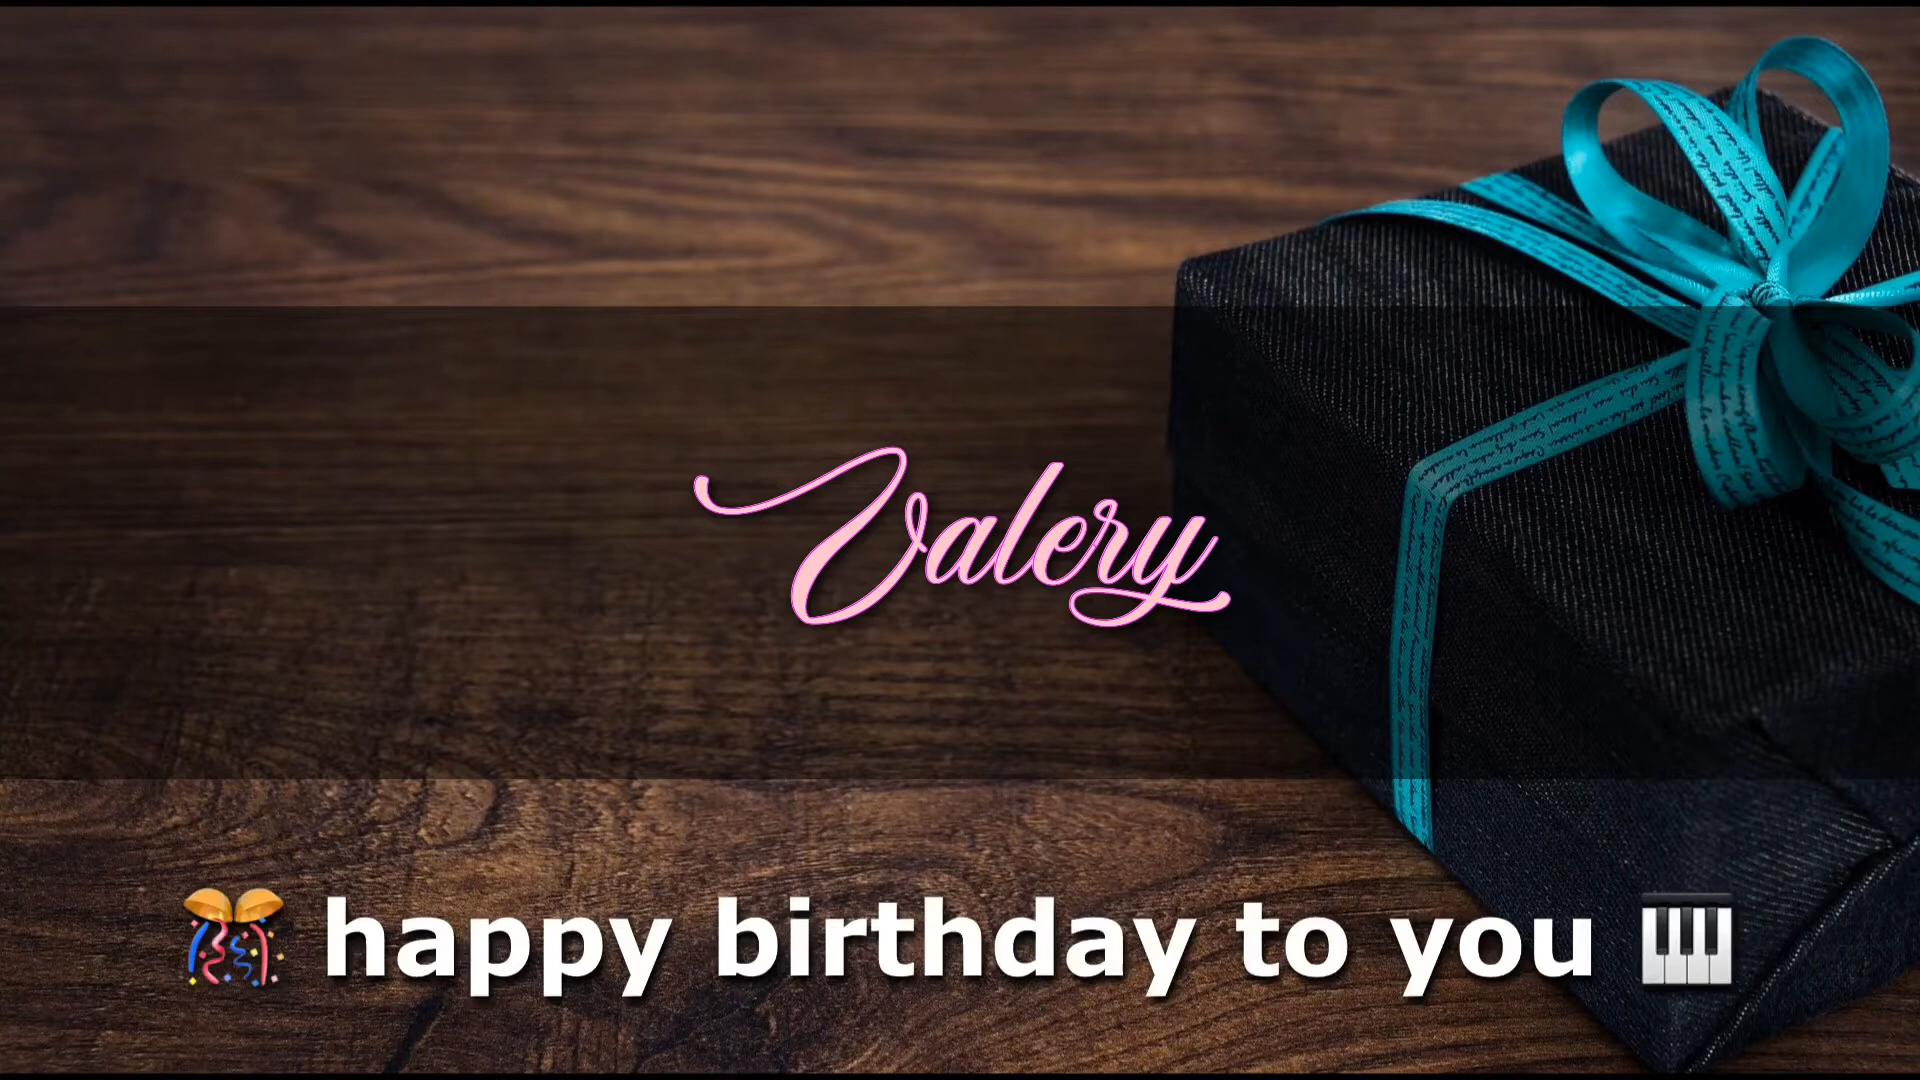 Valery
🎊 happy birthday to you 🎹